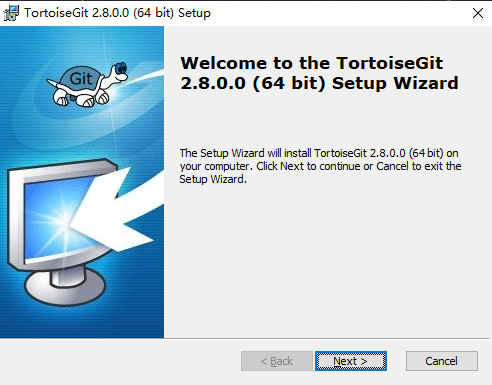 TortoiseGit 2.8.0.0 (64 bit) Setup
Git
Welcome to the TortoiseGit
2.8.0.0 (64 bit) Setup Wizard
The Setup Wizard will install TortoiseGit 2.8.0.0 (64 bit) on
your computer. Click Next to continue or Cancel to exit the
Setup Wizard.
< Back
Next >
Cancel